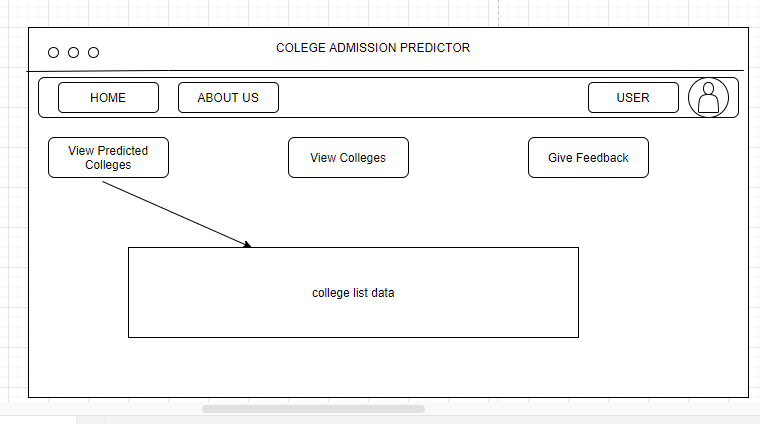 COLEGE ADMISSION PREDICTOR
HOME
ABOUT US
USER
View Predicted
Colleges
View Colleges
Give Feedback
college list data